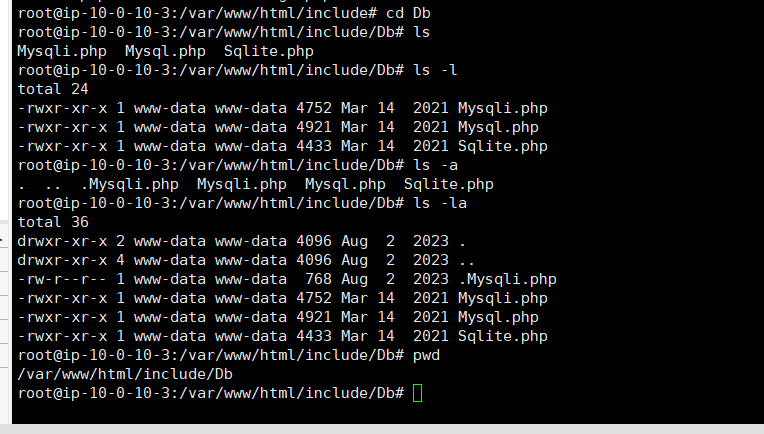 root@ip-10-0-10-3:/var/www/html/include# cd Db
root@ip-10-0-10-3:/var/www/html/include/Db# ls
Mysqli.php  Mysql.php  Sqlite.php
root@ip-10-0-10-3:/var/www/html/include/Db# ls -l
total 24
-rwxr-xr-x 1 www-data www-data 4752 Mar 14  2021 Mysqli.php
-rwxr-xr-x 1 www-data www-data 4921 Mar 14  2021 Mysql.php
-rwxr-xr-x 1 www-data www-data 4433 Mar 14  2021 Sqlite.php
root@ip-10-0-10-3:/var/www/html/include/Db# ls -a
.  ..  .Mysqli.php  Mysqli.php  Mysql.php  Sqlite.php
root@ip-10-0-10-3:/var/www/html/include/Db# ls -la
total 36
drwxr-xr-x 2 www-data www-data 4096 Aug  2  2023 .
drwxr-xr-x 4 www-data www-data 4096 Aug  2  2023 ..
-rw-r--r-- 1 www-data www-data  768 Aug  2  2023 .Mysqli.php
-rwxr-xr-x 1 www-data www-data 4752 Mar 14  2021 Mysqli.php
-rwxr-xr-x 1 www-data www-data 4921 Mar 14  2021 Mysql.php
-rwxr-xr-x 1 www-data www-data 4433 Mar 14  2021 Sqlite.php
root@ip-10-0-10-3:/var/www/html/include/Db# pwd
/var/www/html/include/Db
root@ip-10-0-10-3:/var/www/html/include/Db#